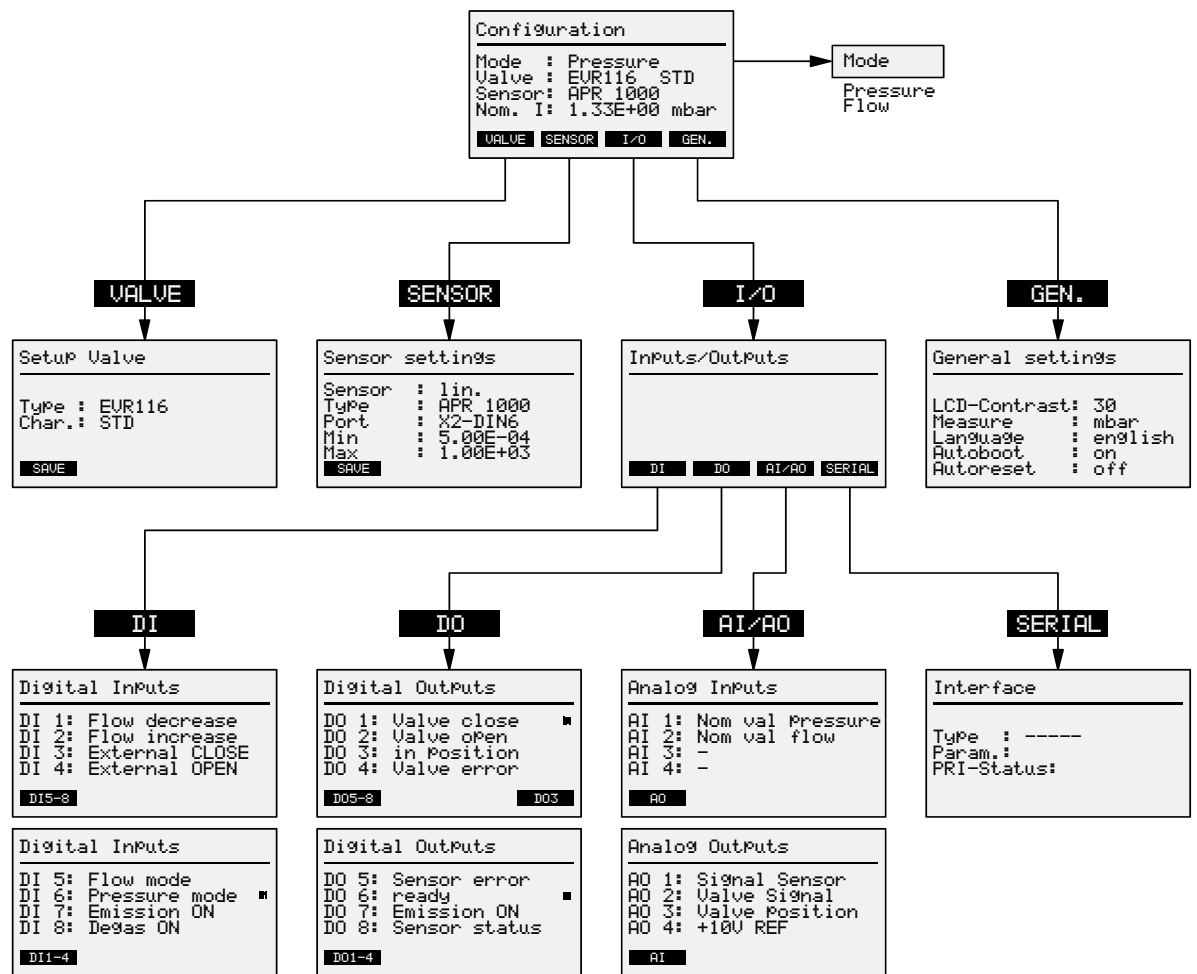 Configuration
Mode : Pressure
Valve : EVR116 STD
Sensor: APR 1000
Nom. I: 1.33E+00 mbar
VALVE SENSOR I/O GEN.
Mode
Pressure
Flow
VALVE
SENSOR
I/O
GEN.
Setup Valve
Type : EVR116
Char.: STD
SAVE
Sensor settings
Sensor : lin.
Type : APR 1000
Port : X2-DIN6
Min : 5.00E-04
Max : 1.00E+03
SAVE
Inputs/Outputs
DI DO AI/AO SERIAL
General settings
LCD-Contrast: 30
Measure : mbar
Language : english
Autoboot : on
Autoreset : off
DI
DO
AI/AO
SERIAL
Digital Inputs
DI 1: Flow decrease
DI 2: Flow increase
DI 3: External CLOSE
DI 4: External OPEN
DI5-8
Digital Outputs
DO 1: Valve close
DO 2: Valve open
DO 3: in position
DO 4: Valve error
DO5-8 DO3
Analog Inputs
AI 1: Nom val pressure
AI 2: Nom val flow
AI 3: -
AI 4: -
AO
Interface
Type : -----
Param.:
PRI-Status:
Digital Inputs
DI 5: Flow mode
DI 6: Pressure mode
DI 7: Emission ON
DI 8: Degas ON
DI1-4
Digital Outputs
DO 5: Sensor error
DO 6: ready
DO 7: Emission ON
DO 8: Sensor status
DO1-4
Analog Outputs
AO 1: Signal Sensor
AO 2: Valve Signal
AO 3: Valve position
AO 4: +10V REF
AI